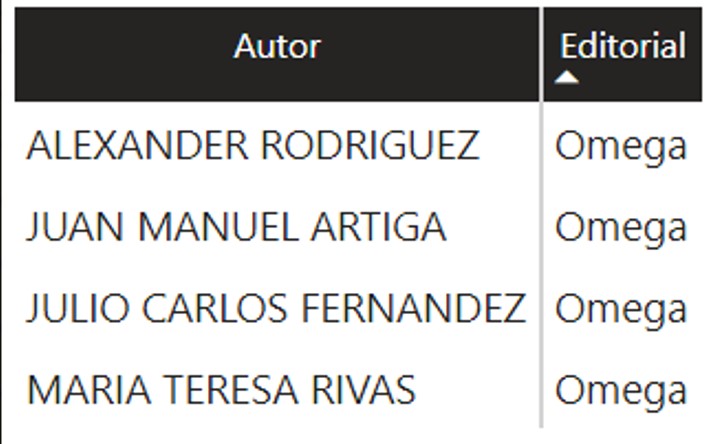 Autor Editorial
ALEXANDER RODRIGUEZ Omega
JUAN MANUEL ARTIGA Omega
JULIO CARLOS FERNANDEZ Omega
MARIA TERESA RIVAS Omega